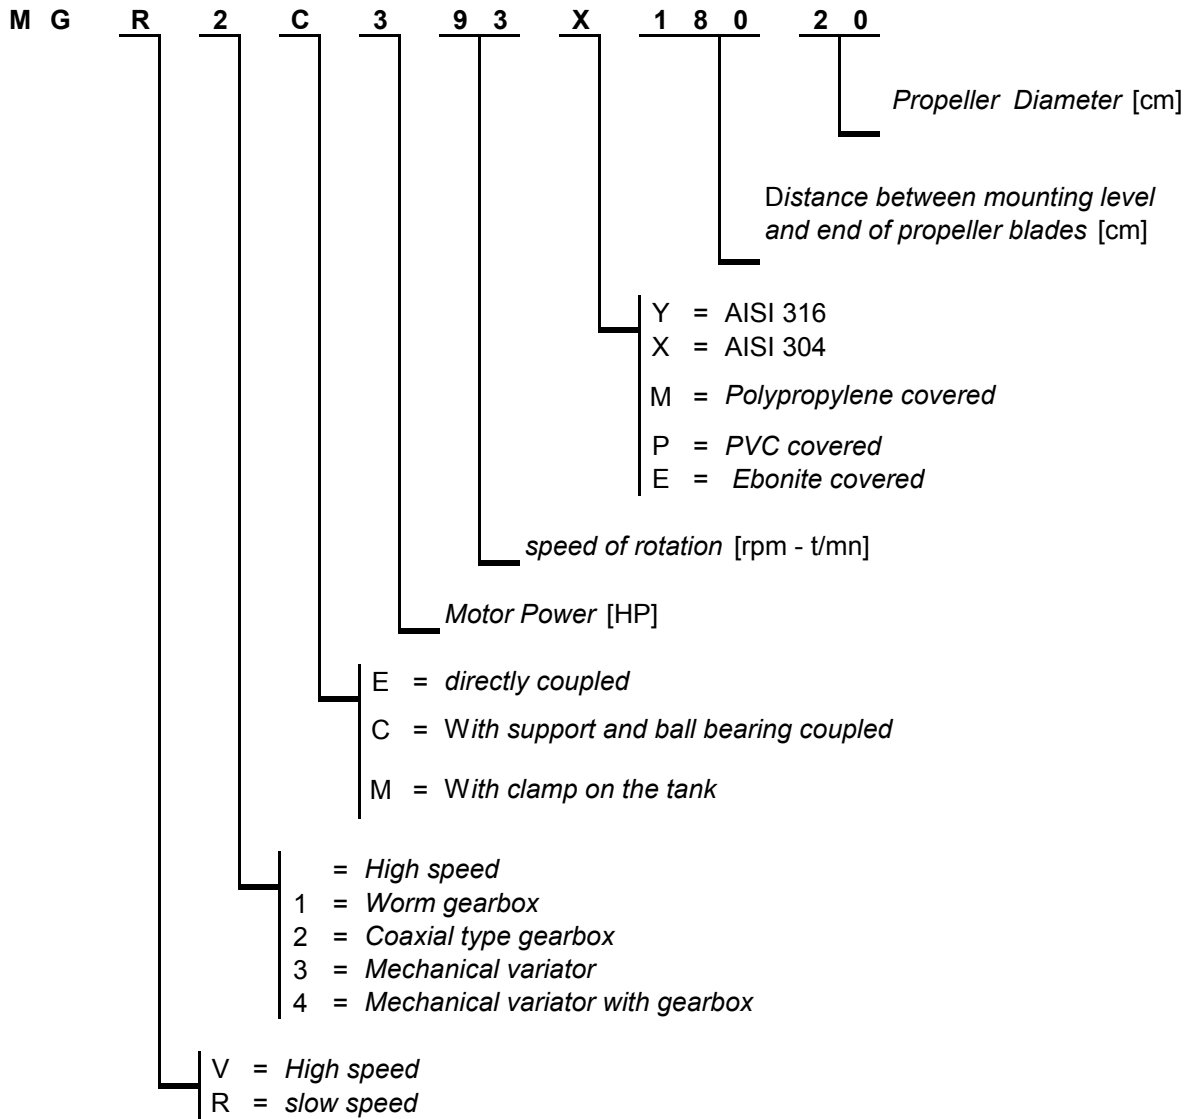 M G R 2 C 3 9 3 X 1 8 0 2 0
Propeller Diameter [cm]
Distance between mounting level
and end of propeller blades [cm]
Y = AISI 316
X = AISI 304
M = Polypropylene covered
P = PVC covered
E = Ebonite covered
speed of rotation [rpm - t/mn]
Motor Power [HP]
E = directly coupled
C = With support and ball bearing coupled
M = With clamp on the tank
= High speed
1 = Worm gearbox
2 = Coaxial type gearbox
3 = Mechanical variator
4 = Mechanical variator with gearbox
V = High speed
R = slow speed